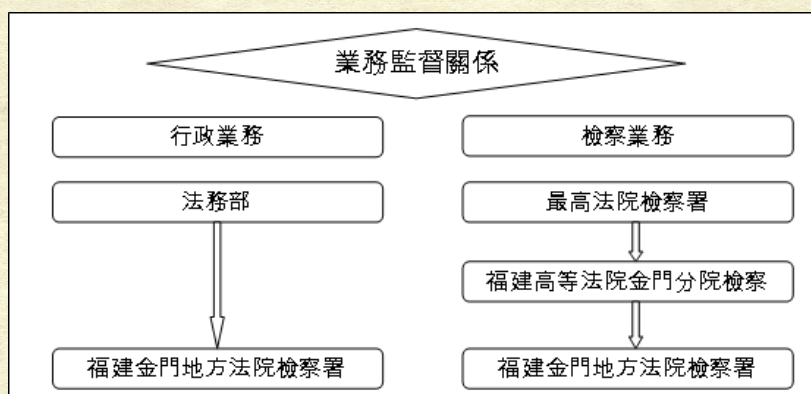 業務監督關係
行政業務
檢察業務
法務部
最高法院檢察署
福建高等法院金門分院檢察
福建金門地方法院檢察署
福建金門地方法院檢察署